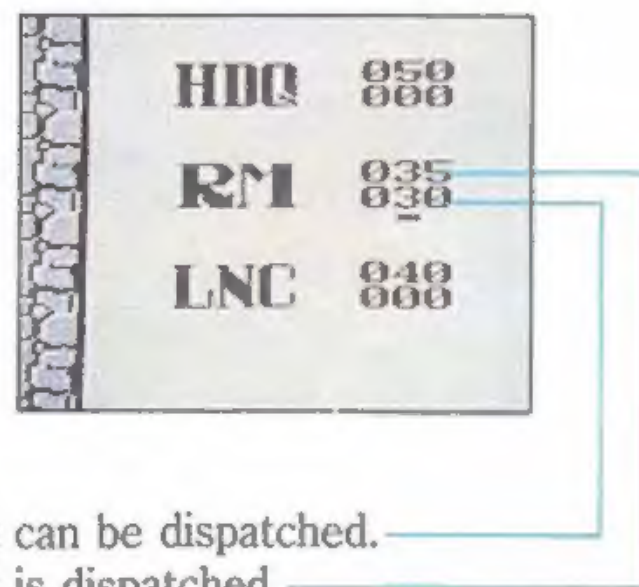 HDQ 050
000
RM 035
030
LNC 040
000
can be dispatched.
is dispatched